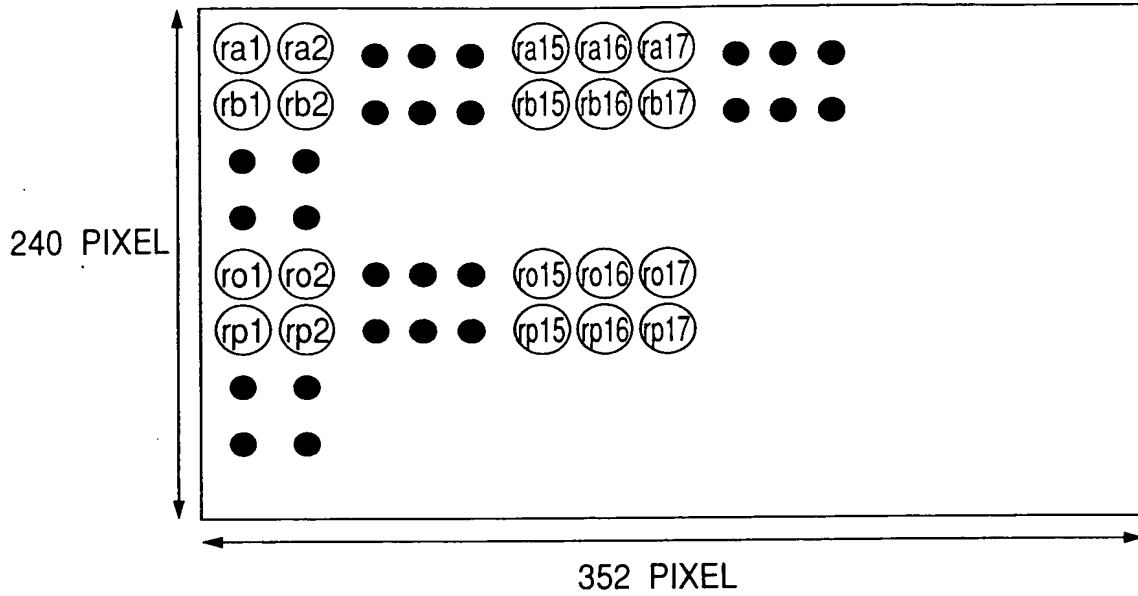 ra1 ra2 ra15 ra16 ra17
rb1 rb2 rb15 rb16 rb17
240 PIXEL
ro1 ro2 ro15 ro16 ro17
rp1 rp2 rp15 rp16 rp17
352 PIXEL